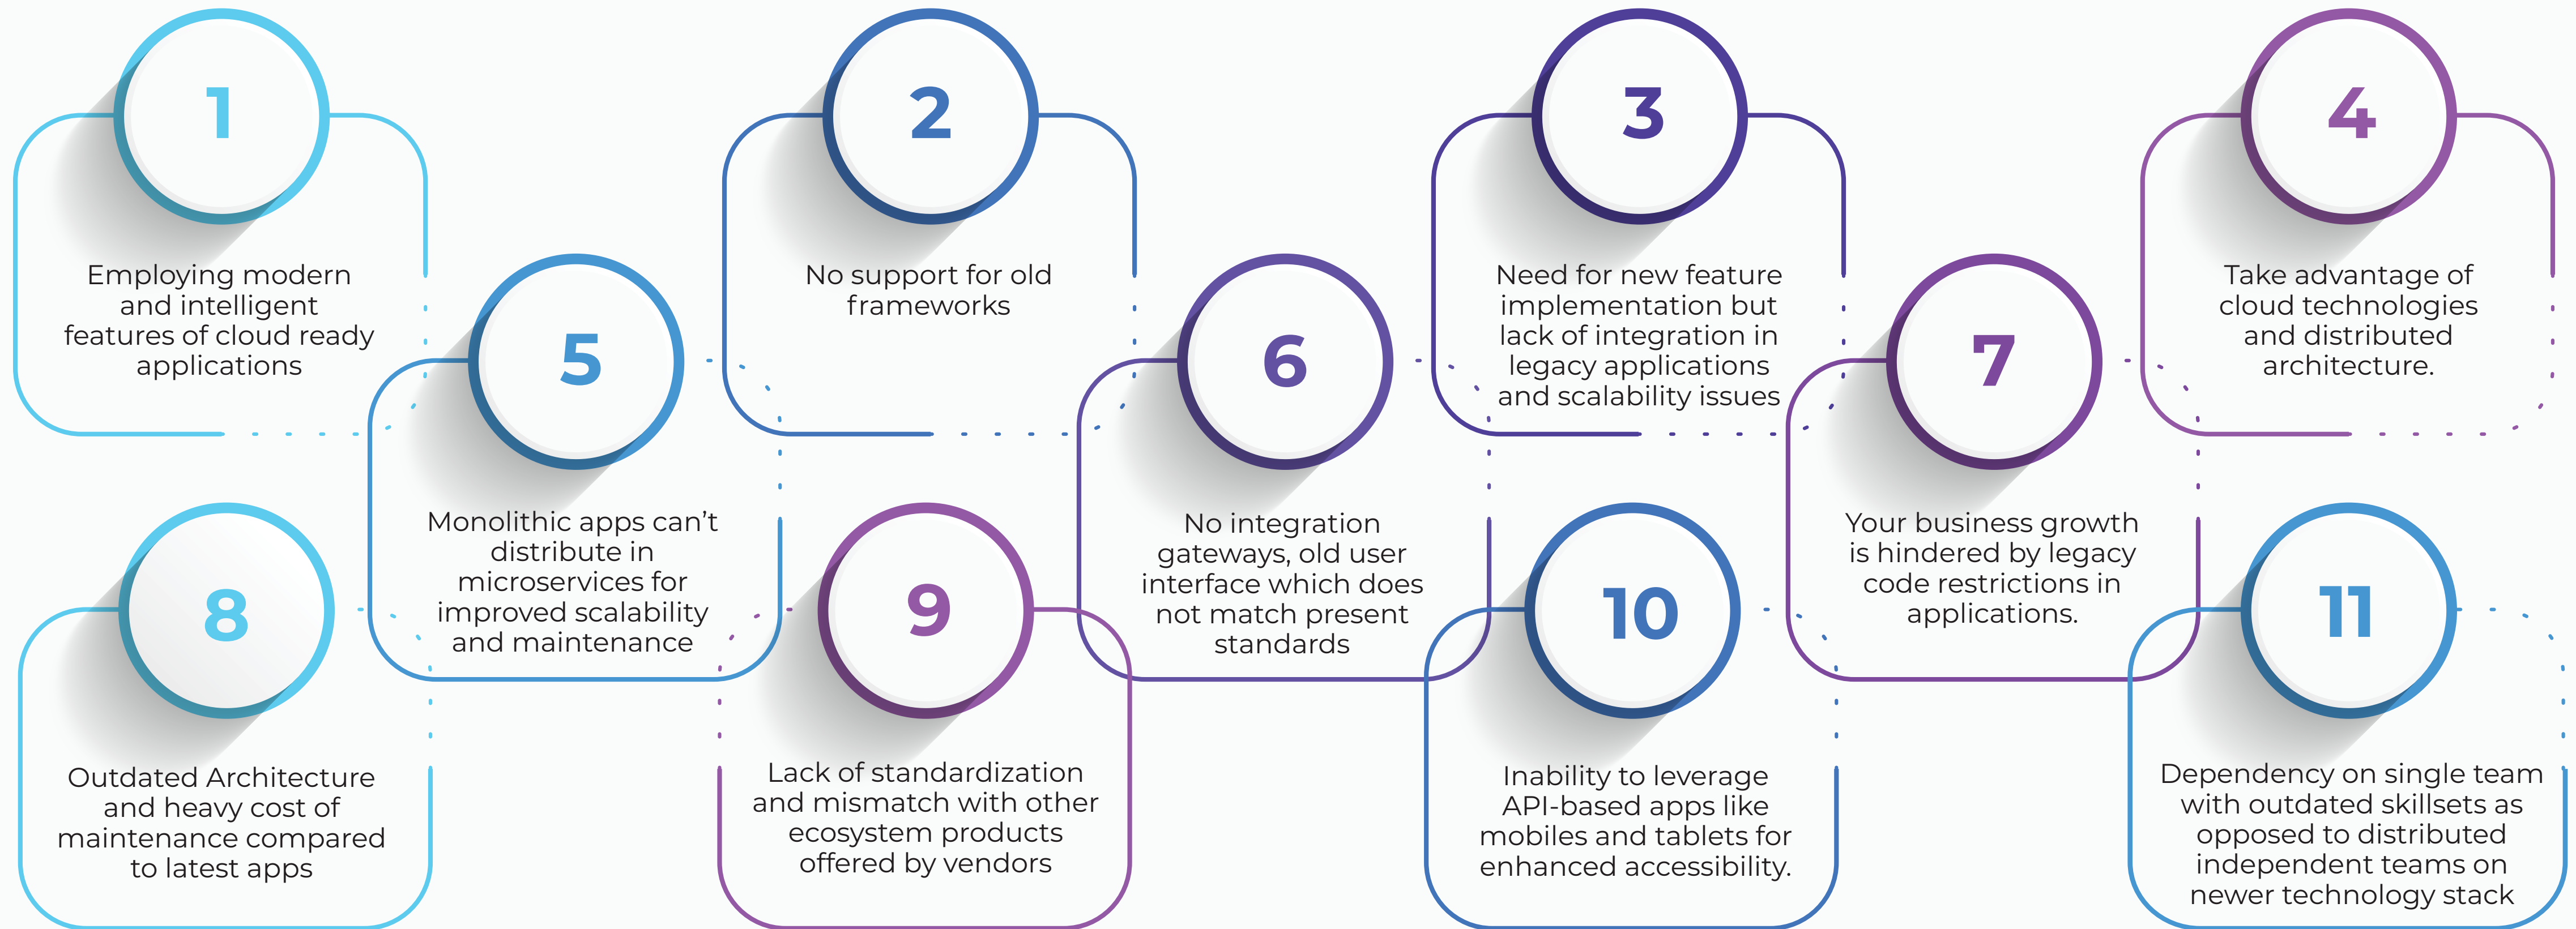 1
Employing modern
and intelligent
features of cloud ready
applications
2
No support for old
frameworks
3
Need for new feature
implementation but
lack of integration in
legacy applications
and scalability issues
4
Take advantage of
cloud technologies
and distributed
architecture.
5
Monolithic apps can’t
distribute in
microservices for
improved scalability
and maintenance
6
No integration
gateways, old user
interface which does
not match present
standards
7
Your business growth
is hindered by legacy
code restrictions in
applications.
8
Outdated Architecture
and heavy cost of
maintenance compared
to latest apps
9
Lack of standardization
and mismatch with other
ecosystem products
offered by vendors
10
Inability to leverage
API-based apps like
mobiles and tablets for
enhanced accessibility.
11
Dependency on single team
with outdated skillsets as
opposed to distributed
independent teams on
newer technology stack